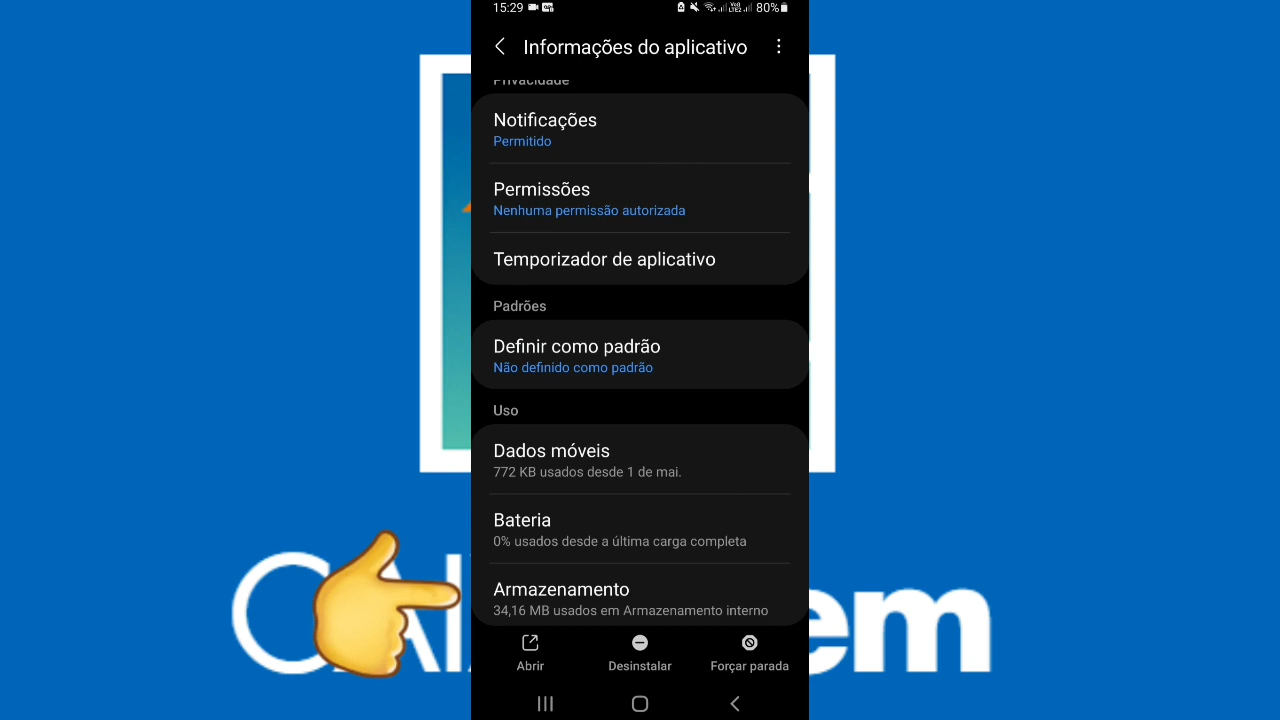 15:29
80%
Informações do aplicativo
Privacidade
Notificações
Permitido
Permissões
Nenhuma permissão autorizada
Temporizador de aplicativo
Padrões
Definir como padrão
Não definido como padrão
Uso
Dados móveis
772 KB usados desde 1 de mai.
Bateria
0% usados desde a última carga completa
Armazenamento
34,16 MB usados em Armazenamento interno
Abrir
Desinstalar
Forçar parada
em